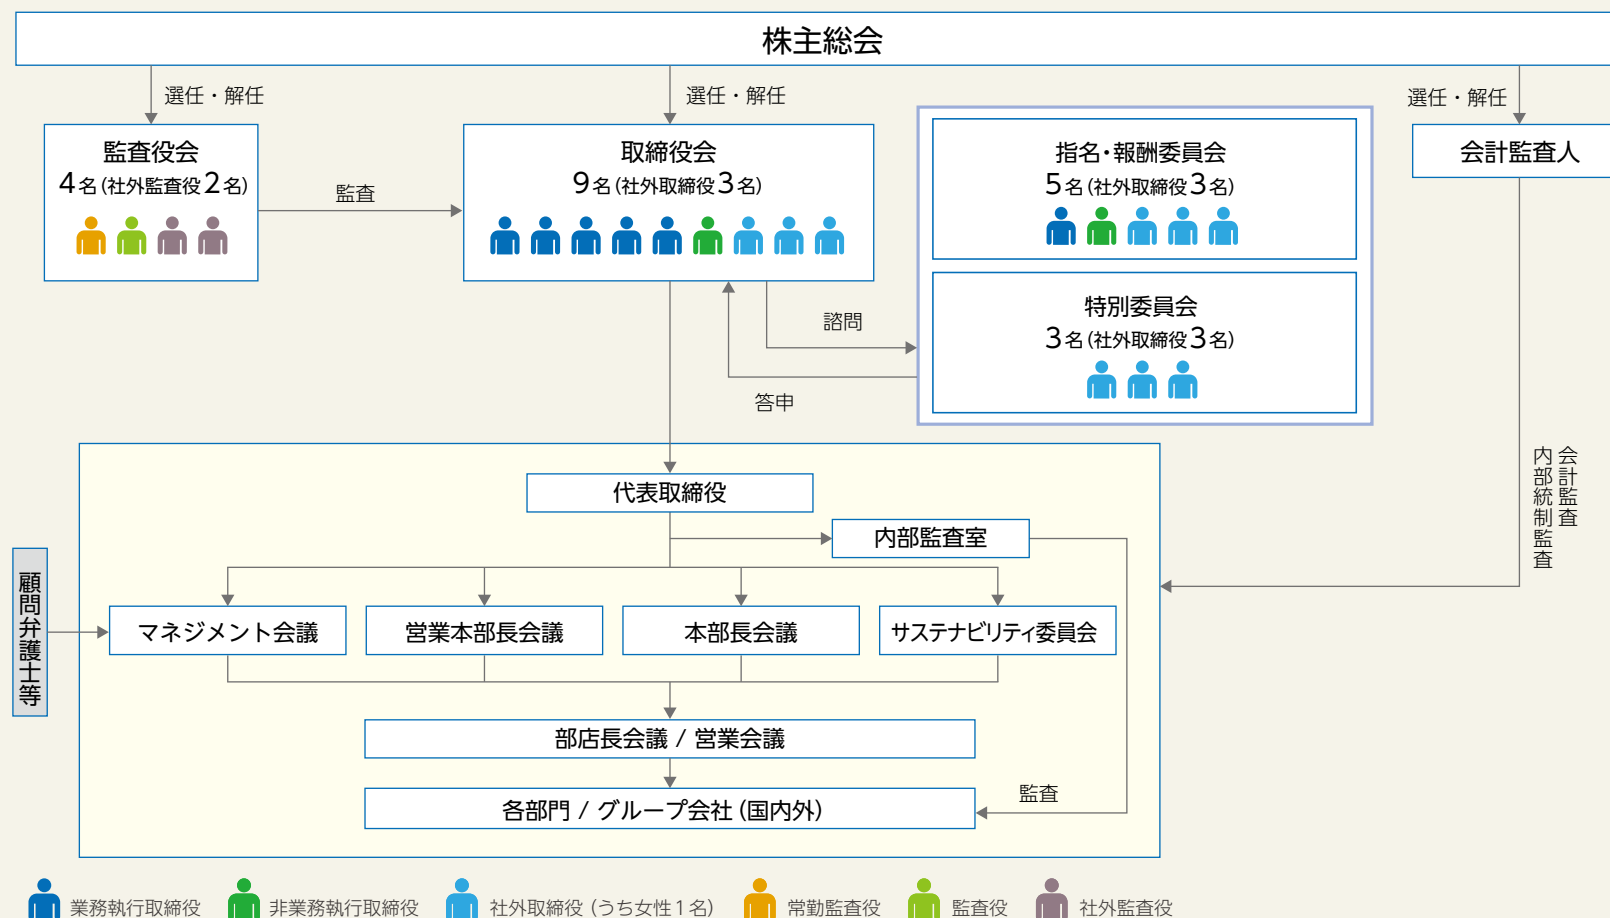 株主総会
選任・解任
選任・解任
選任・解任
監査役会
4名(社外監査役2名)
監査
取締役会
9名(社外取締役3名)
指名・報酬委員会
5名(社外取締役3名)
特別委員会
3名(社外取締役3名)
会計監査人
諮問
答申
会計監査
内部統制監査
代表取締役
内部監査室
顧問弁護士等
マネジメント会議
営業本部長会議
本部長会議
サステナビリティ委員会
部店長会議 / 営業会議
各部門 / グループ会社(国内外)
監査
業務執行取締役
非業務執行取締役
社外取締役(うち女性1名)
常勤監査役
監査役
社外監査役